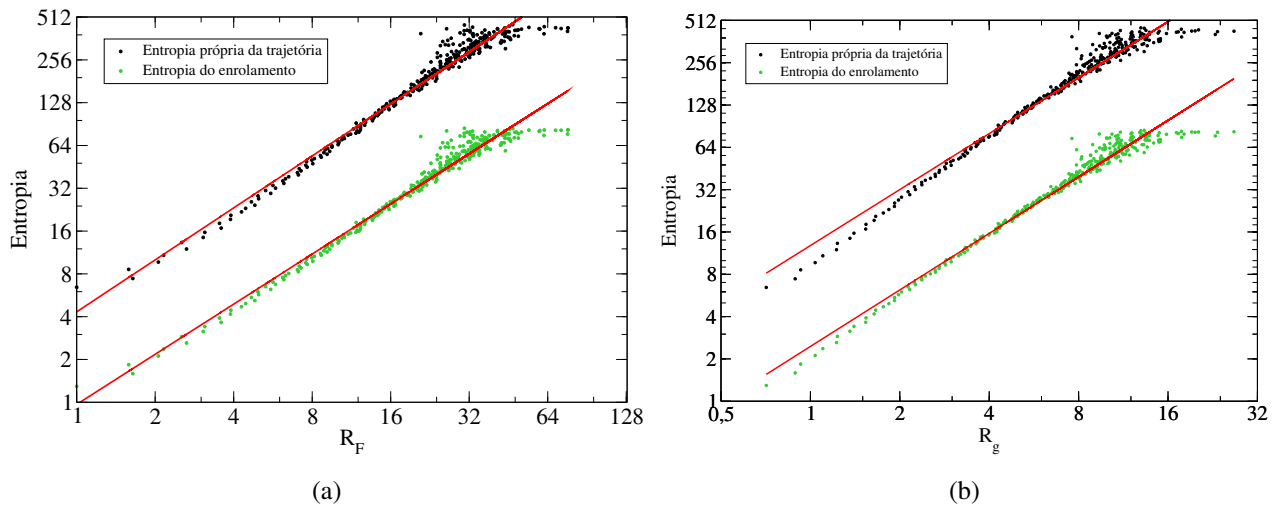 512
256
128
64
32
16
8
4
2
1
Entropia
Entropia própria da trajetória
Entropia do enrolamento
1 2 4 8 16 32 64 128
R_F
(a)
512
256
128
64
32
16
8
4
2
1
Entropia
Entropia própria da trajetória
Entropia do enrolamento
0,5 1 2 4 8 16 32
R_g
(b)